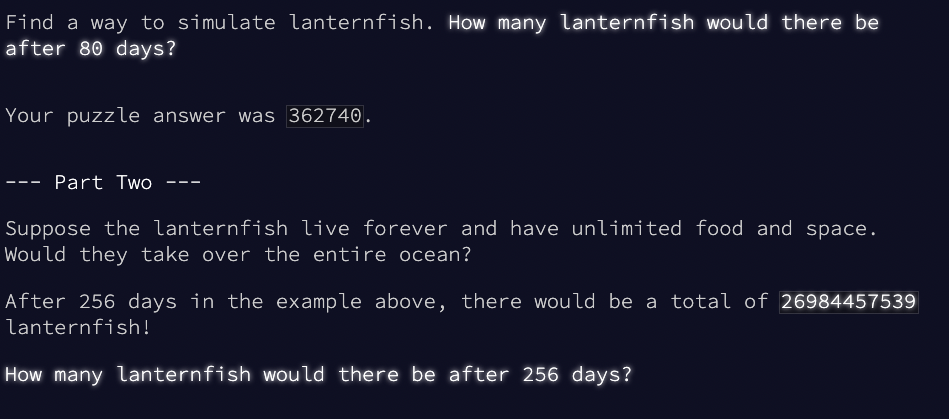 Find a way to simulate lanternfish. How many lanternfish would there be
after 80 days?
Your puzzle answer was 362740.
--- Part Two ---
Suppose the lanternfish live forever and have unlimited food and space.
Would they take over the entire ocean?
After 256 days in the example above, there would be a total of 26984457539
lanternfish!
How many lanternfish would there be after 256 days?